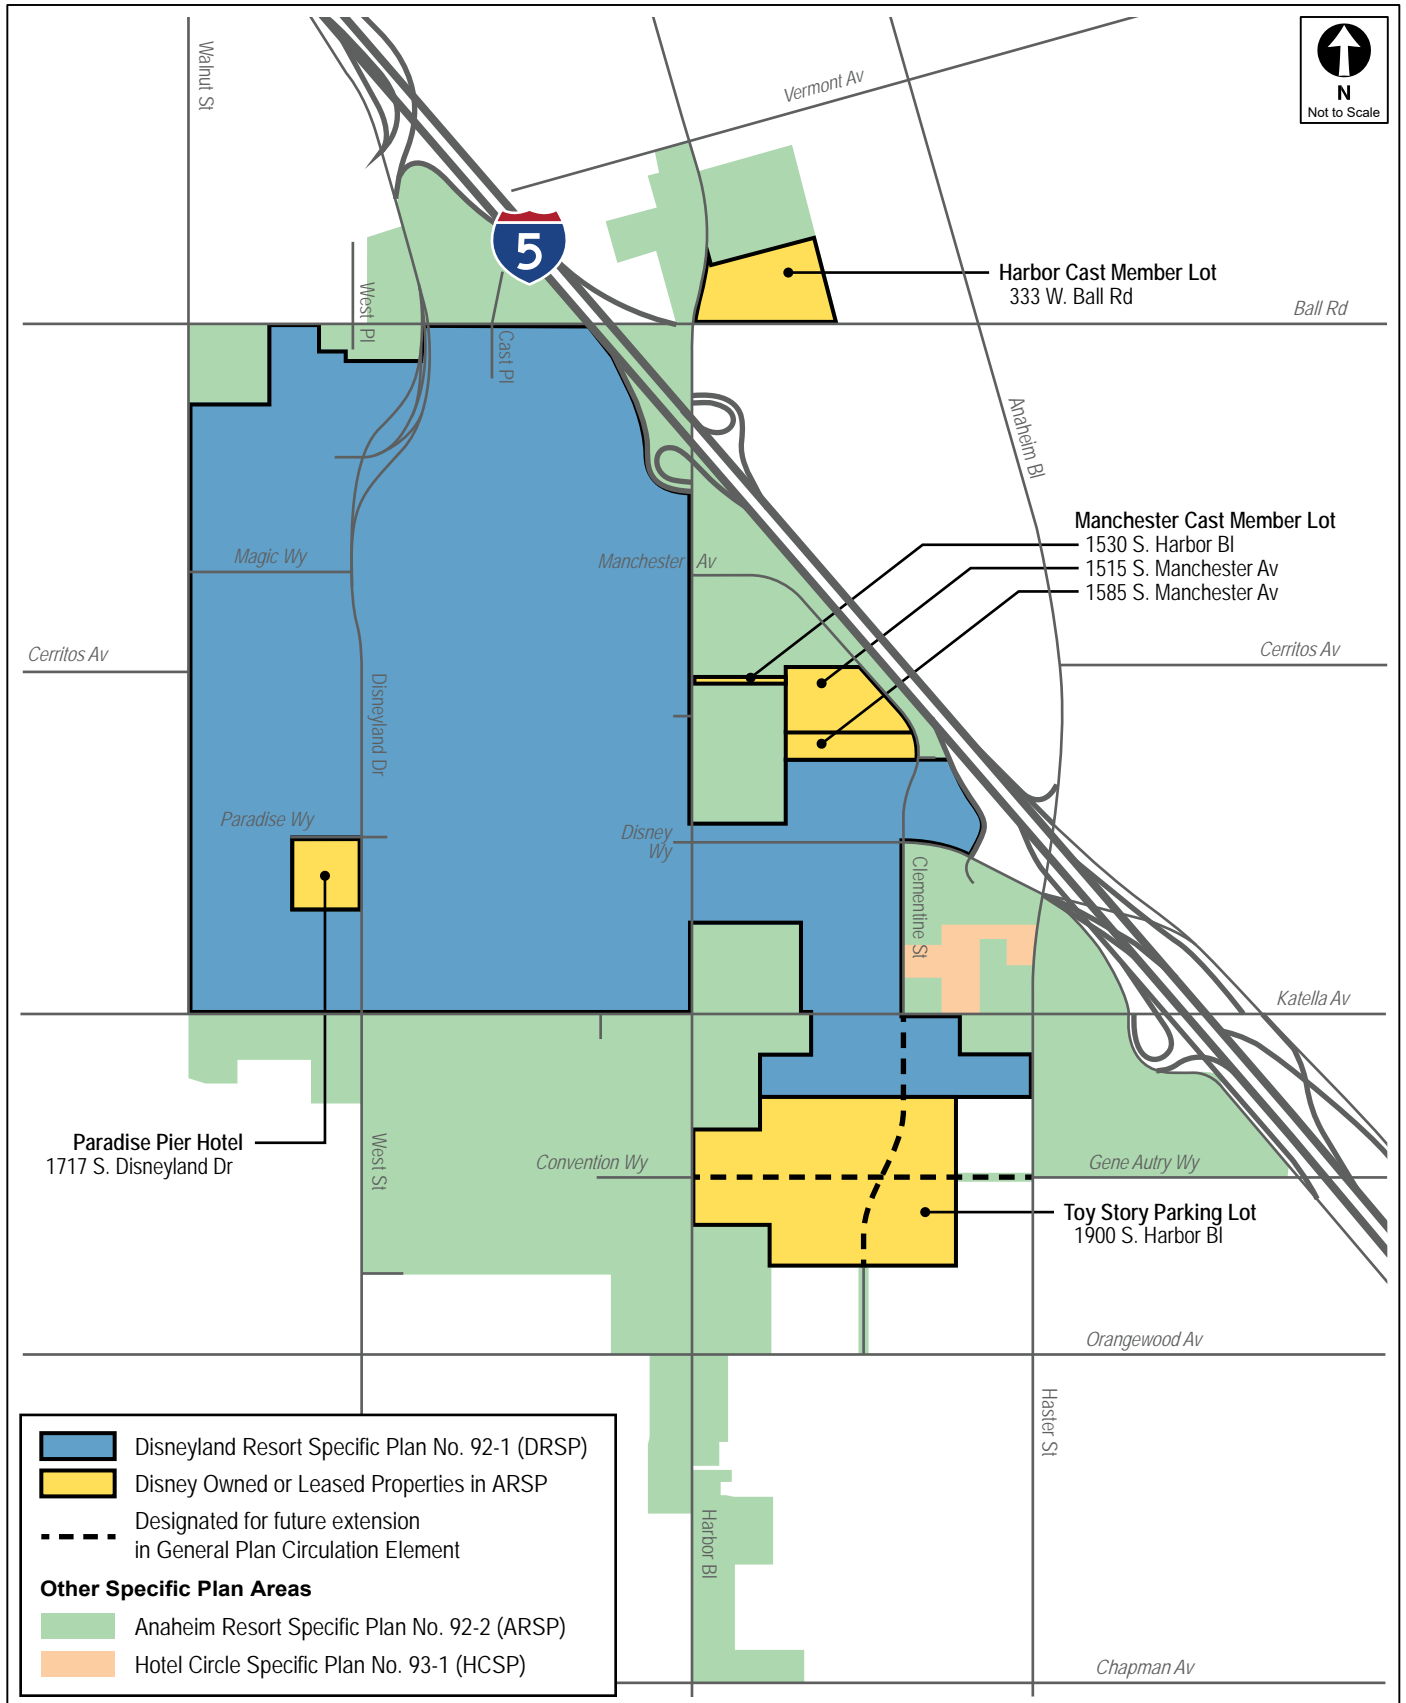 Walnut St
Vermont Av
N
Not to Scale
5
Harbor Cast Member Lot
333 W. Ball Rd
West Pl
Cast Pl
Ball Rd
Anaheim Bl
Manchester Cast Member Lot
1530 S. Harbor Bl
1515 S. Manchester Av
1585 S. Manchester Av
Magic Wy
Manchester Av
Cerritos Av
Cerritos Av
Disneyland Dr
Paradise Wy
Disney
Wy
Clementine St
Katella Av
Paradise Pier Hotel
1717 S. Disneyland Dr
West St
Convention Wy
Gene Autry Wy
Toy Story Parking Lot
1900 S. Harbor Bl
Orangewood Av
Haster St
Harbor Bl
Chapman Av
Disneyland Resort Specific Plan No. 92-1 (DRSP)
Disney Owned or Leased Properties in ARSP
Designated for future extension
in General Plan Circulation Element
Other Specific Plan Areas
Anaheim Resort Specific Plan No. 92-2 (ARSP)
Hotel Circle Specific Plan No. 93-1 (HCSP)